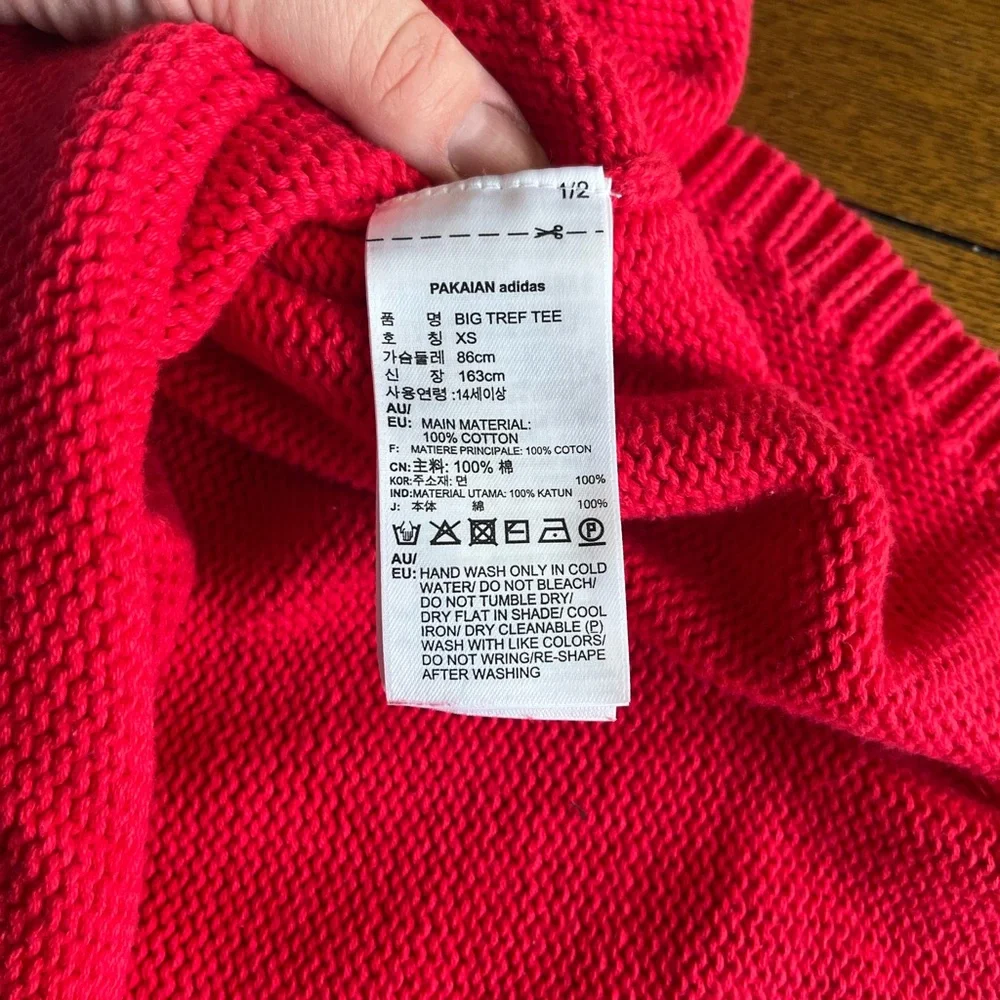 1/2
PAKAIAN adidas
품 명 BIG TREF TEE
호 칭 XS
가슴둘레 86cm
신 장 163cm
사용연령 :14세이상
AU/
EU: MAIN MATERIAL:
100% COTTON
F: MATIERE PRINCIPALE: 100% COTON
CN:主料: 100% 棉
KOR:주소재: 면 100%
IND:MATERIAL UTAMA: 100% KATUN
J: 本体 綿 100%
P
AU/
EU: HAND WASH ONLY IN COLD
WATER/ DO NOT BLEACH/
DO NOT TUMBLE DRY/
DRY FLAT IN SHADE/ COOL
IRON/ DRY CLEANABLE (P)
WASH WITH LIKE COLORS/
DO NOT WRING/RE-SHAPE
AFTER WASHING